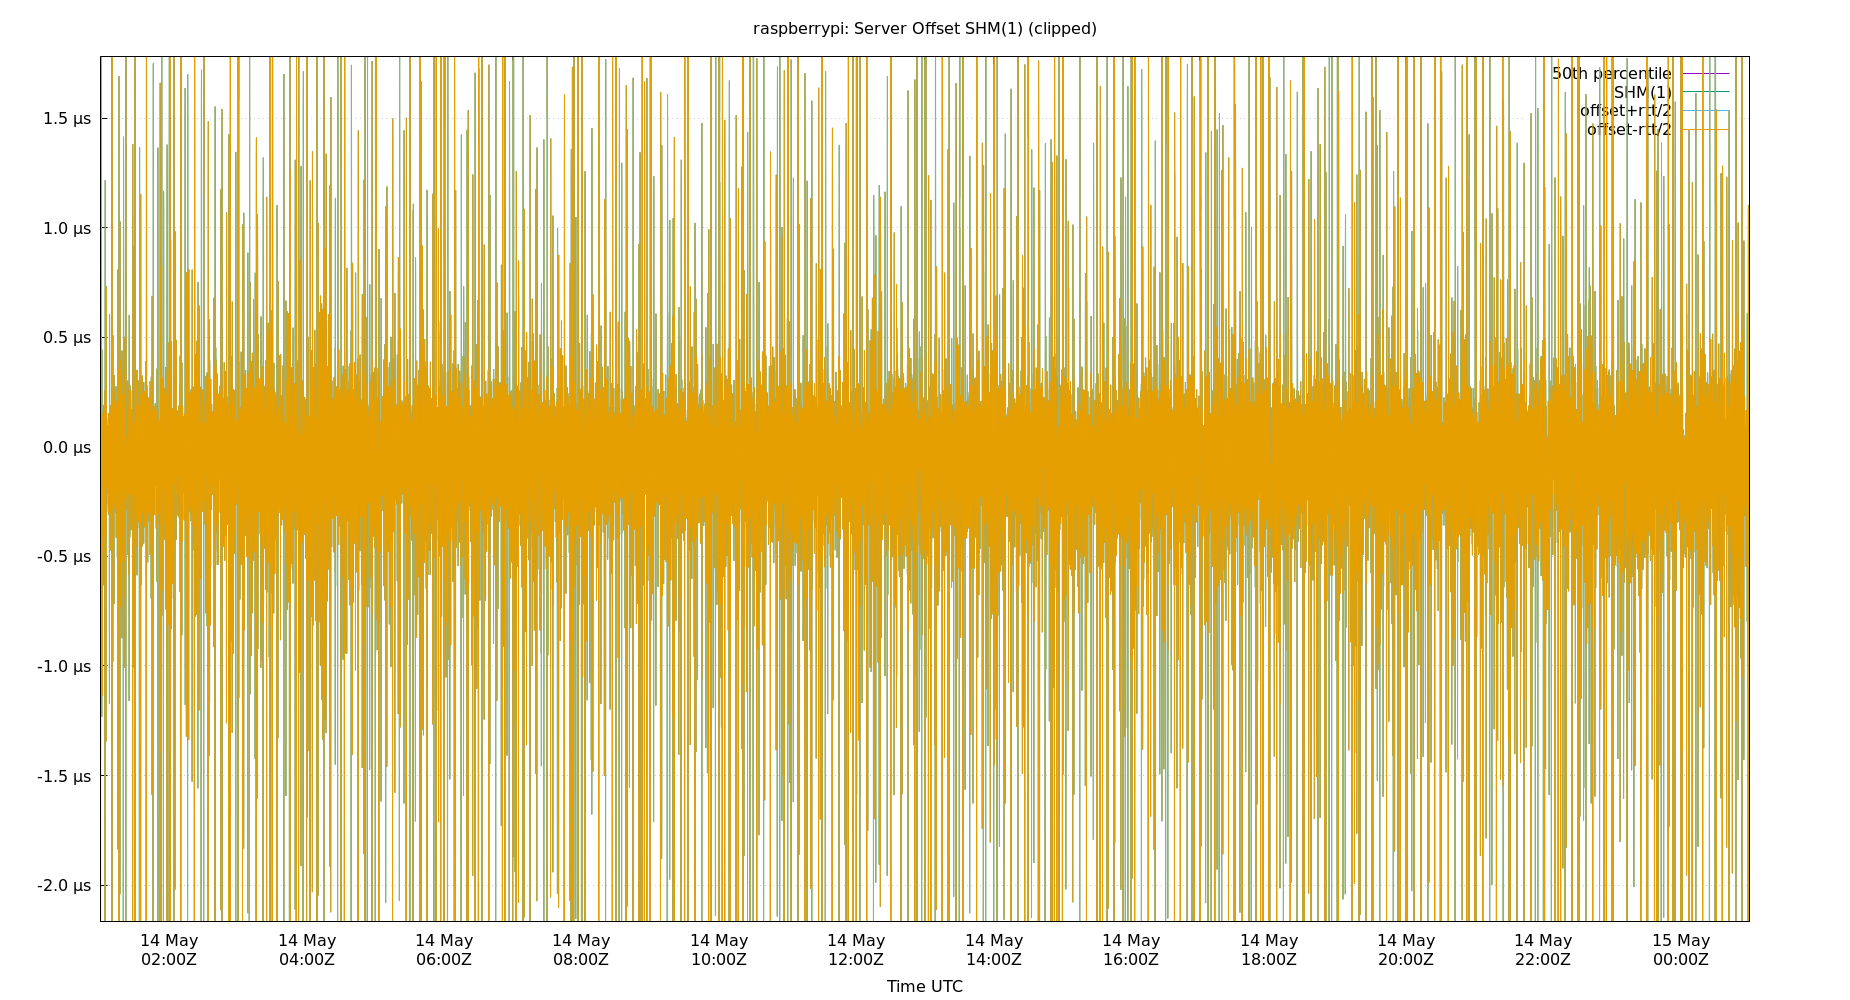 raspberrypi: Server Offset SHM(1) (clipped)
50th percentile
SHM(1)
offset+rtt/2
offset-rtt/2
1.5 µs
1.0 µs
0.5 µs
0.0 µs
-0.5 µs
-1.0 µs
-1.5 µs
-2.0 µs
14 May 14 May 14 May 14 May 14 May 14 May 14 May 14 May 14 May 14 May 14 May 15 May
02:00Z 04:00Z 06:00Z 08:00Z 10:00Z 12:00Z 14:00Z 16:00Z 18:00Z 20:00Z 22:00Z 00:00Z
Time UTC